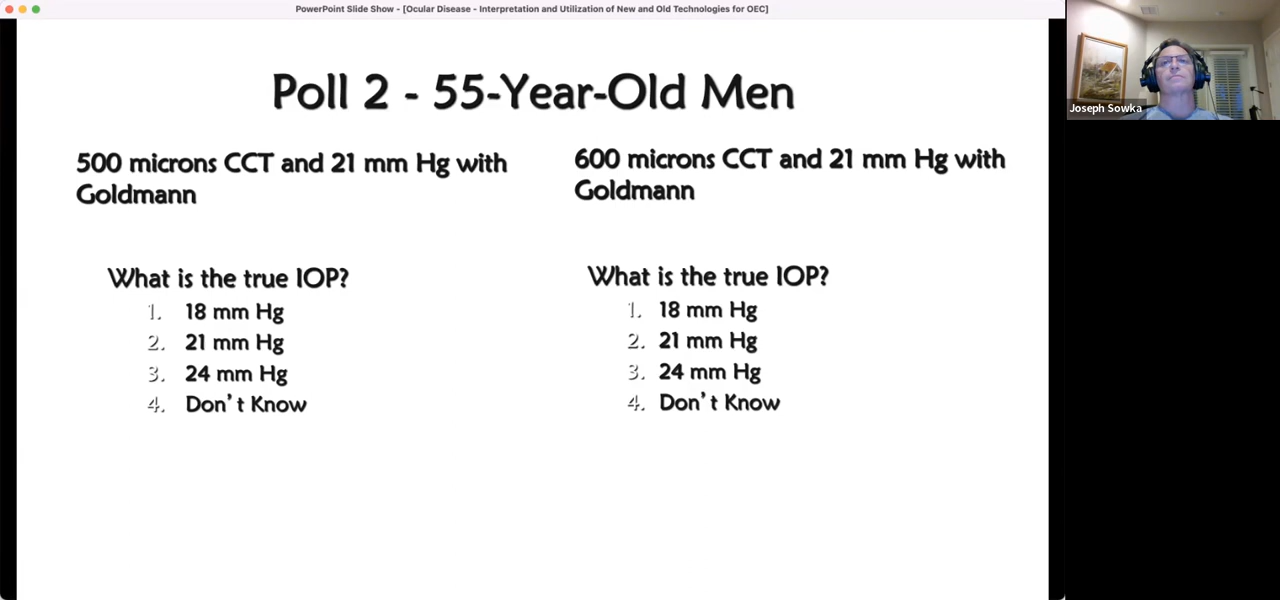 PowerPoint Slide Show - [Ocular Disease - Interpretation and Utilization of New and Old Technologies for OEC]
Joseph Sowka
Poll 2 - 55-Year-Old Men
500 microns CCT and 21 mm Hg with
Goldmann
What is the true IOP?
1. 18 mm Hg
2. 21 mm Hg
3. 24 mm Hg
4. Don't Know
600 microns CCT and 21 mm Hg with
Goldmann
What is the true IOP?
1. 18 mm Hg
2. 21 mm Hg
3. 24 mm Hg
4. Don't Know